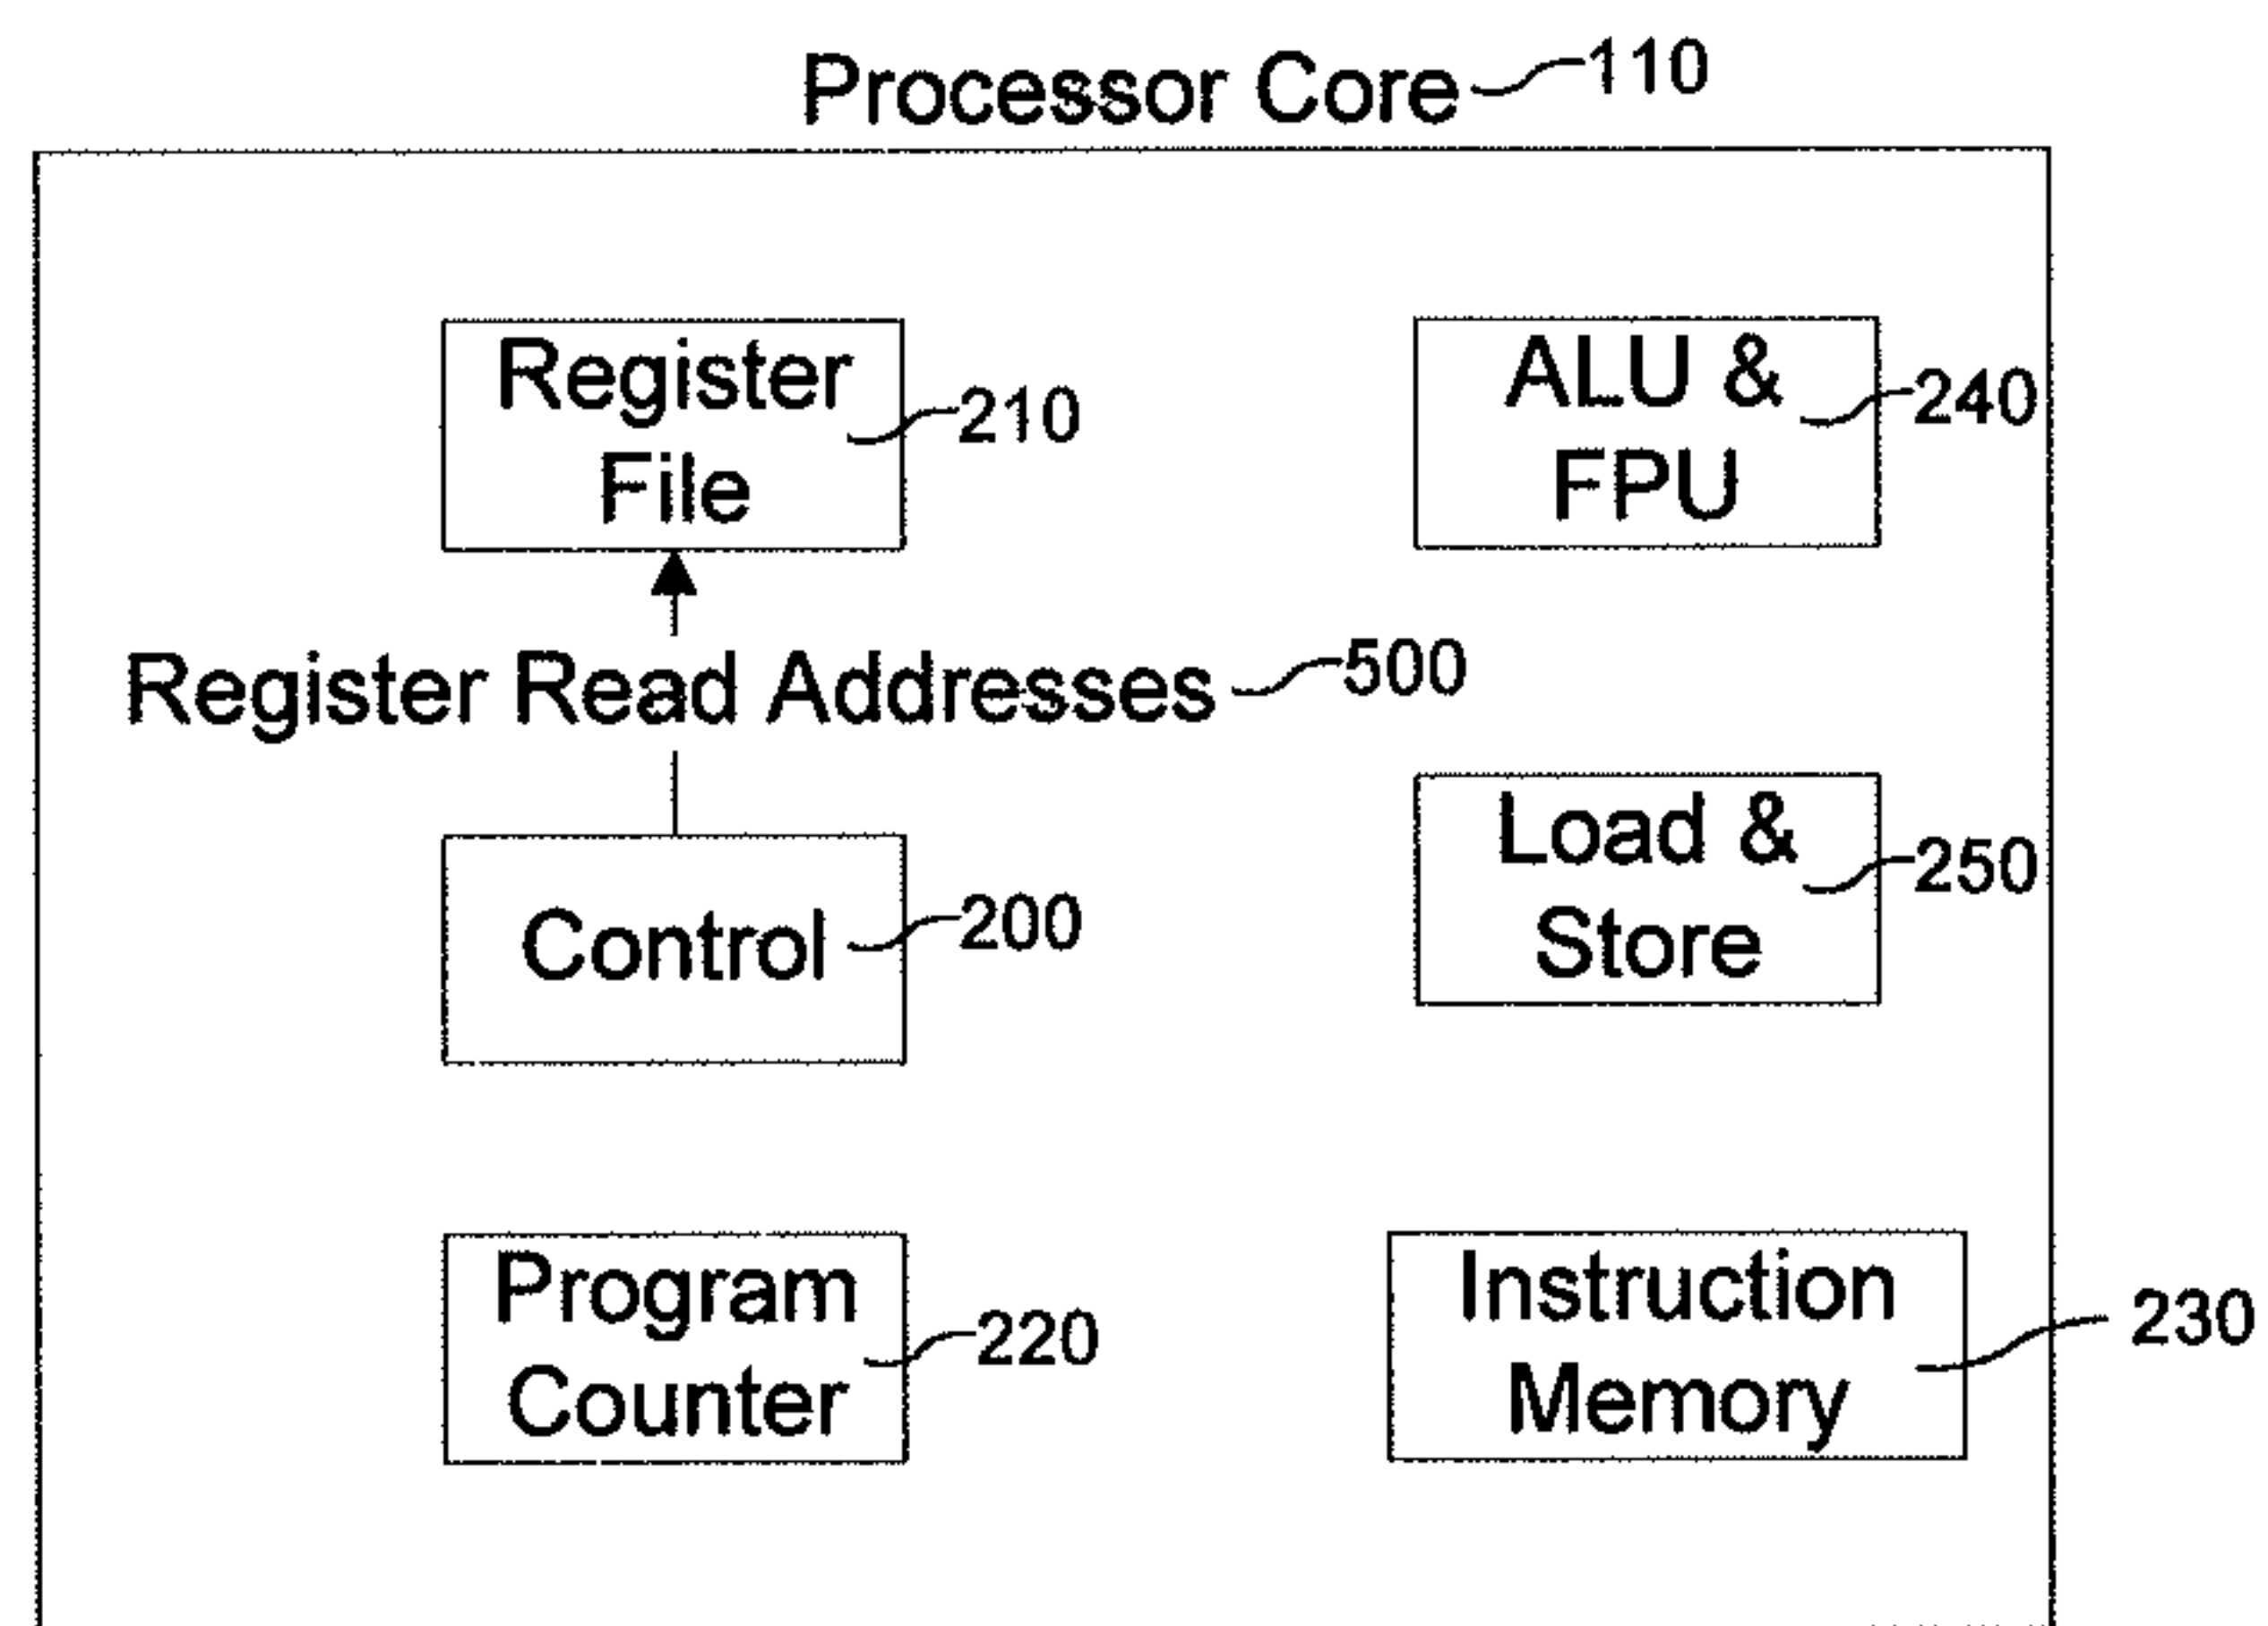 Processor Core 110
Register
File
210
ALU &
FPU
240
Register Read Addresses 500
Control 200
Load &
Store
250
Program
Counter
220
Instruction
Memory
230